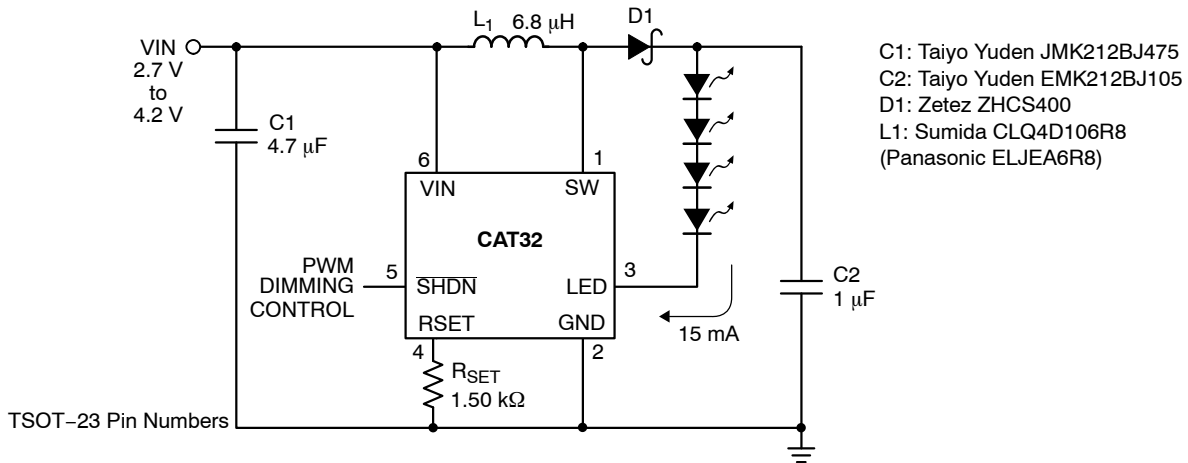 L1 6.8 μH
D1
VIN
2.7 V
to
4.2 V
C1
4.7 μF
6
1
VIN
SW
CAT32
PWM
DIMMING
CONTROL
5
SHDN
LED
3
RSET
GND
4
2
RSET
1.50 kΩ
15 mA
C2
1 μF
TSOT−23 Pin Numbers
C1: Taiyo Yuden JMK212BJ475
C2: Taiyo Yuden EMK212BJ105
D1: Zetez ZHCS400
L1: Sumida CLQ4D106R8
(Panasonic ELJEA6R8)